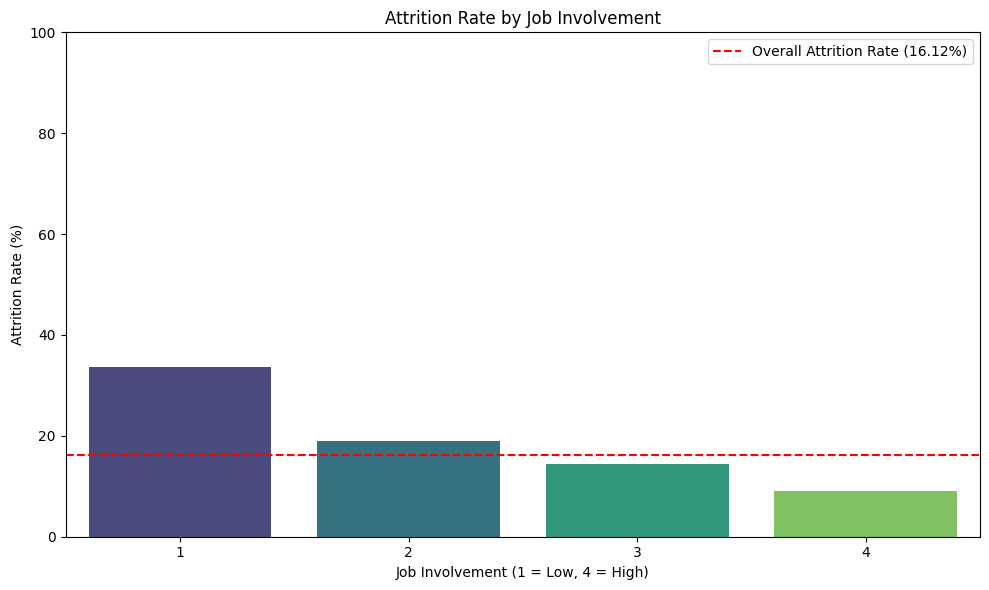 Attrition Rate by Job Involvement
Overall Attrition Rate (16.12%)
Attrition Rate (%)
100
80
60
40
20
0
1 2 3 4
Job Involvement (1 = Low, 4 = High)